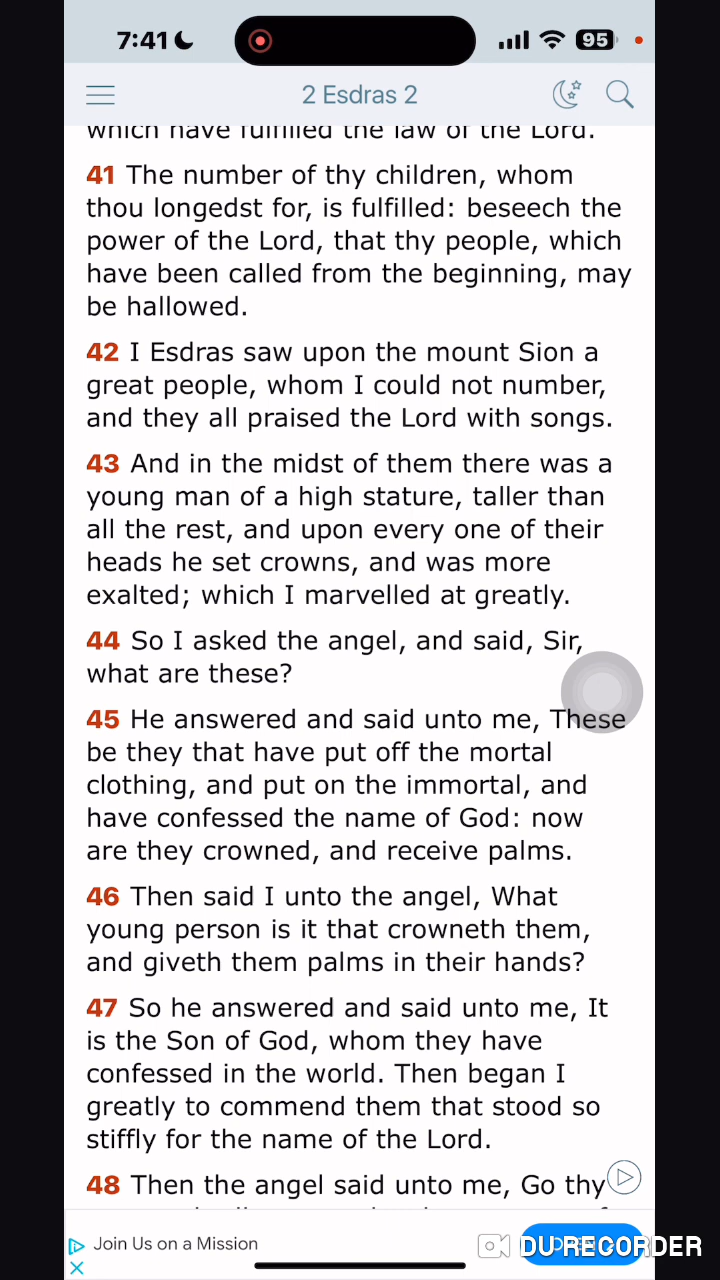 7:41
95
2 Esdras 2
which have fulfilled the law of the Lord.
41 The number of thy children, whom
thou longedst for, is fulfilled: beseech the
power of the Lord, that thy people, which
have been called from the beginning, may
be hallowed.
42 I Esdras saw upon the mount Sion a
great people, whom I could not number,
and they all praised the Lord with songs.
43 And in the midst of them there was a
young man of a high stature, taller than
all the rest, and upon every one of their
heads he set crowns, and was more
exalted; which I marvelled at greatly.
44 So I asked the angel, and said, Sir,
what are these?
45 He answered and said unto me, These
be they that have put off the mortal
clothing, and put on the immortal, and
have confessed the name of God: now
are they crowned, and receive palms.
46 Then said I unto the angel, What
young person is it that crowneth them,
and giveth them palms in their hands?
47 So he answered and said unto me, It
is the Son of God, whom they have
confessed in the world. Then began I
greatly to commend them that stood so
stiffly for the name of the Lord.
48 Then the angel said unto me, Go thy
Join Us on a Mission
DU RECORDER